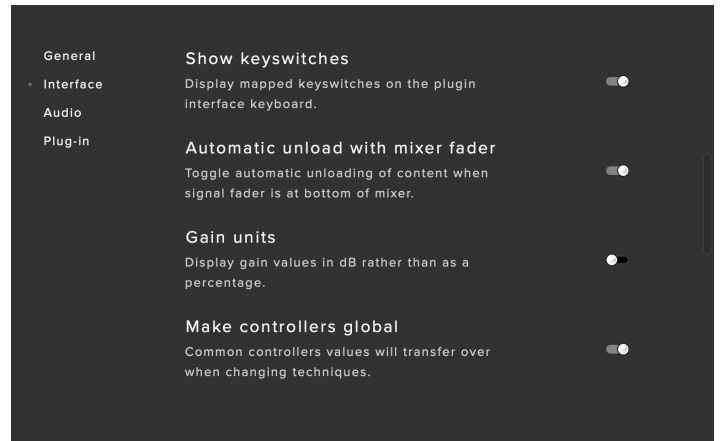 General
Interface
Audio
Plug-in
Show keyswitches
Display mapped keyswitches on the plugin
interface keyboard.
Automatic unload with mixer fader
Toggle automatic unloading of content when
signal fader is at bottom of mixer.
Gain units
Display gain values in dB rather than as a
percentage.
Make controllers global
Common controllers values will transfer over
when changing techniques.